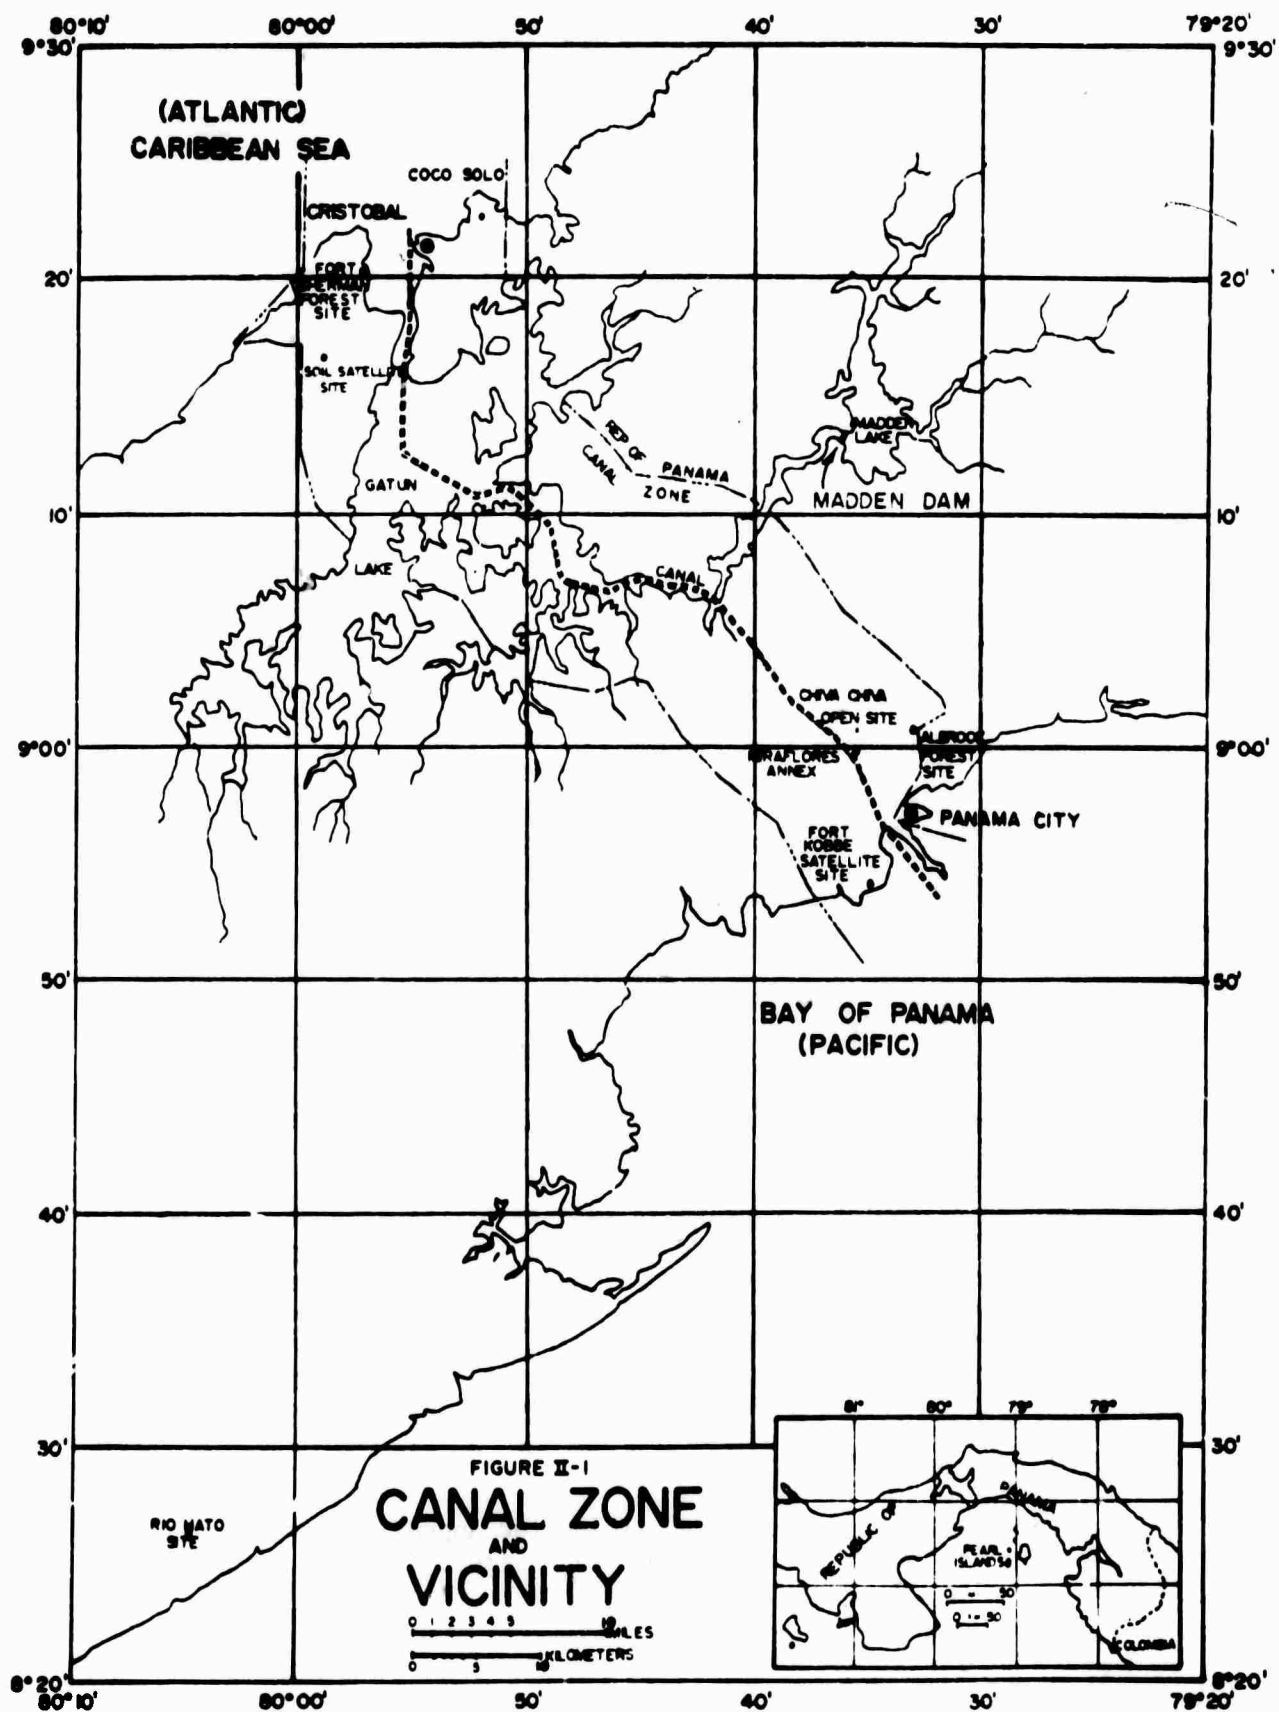 80°10' 80°00' 50' 40' 30' 79°20'
9°30' 9°30'
(ATLANTIC)
CARIBBEAN SEA
COCO SOLO
CRISTOBAL
20' 20'
FORT
SHERMAN
FOREST
SITE
SOIL SATELLITE
SITE
REP OF PANAMA
CANAL ZONE
MADDEN
LAKE
MADDEN DAM
GATUN
10' 10'
LAKE
CANAL
CHIVA CHIVA
OPEN SITE
ALBROOK
FOREST
SITE
9°00' 9°00'
MIRAFLORES
ANNEX
PANAMA CITY
FORT
KOBBE
SATELLITE
SITE
50' 50'
BAY OF PANAMA
(PACIFIC)
40' 40'
30' 30'
FIGURE II-1
CANAL ZONE
AND
VICINITY
0 1 2 3 4 5 10
MILES
KILOMETERS
0 5 10
RIO HATO
SITE
81° 80° 79° 78°
REPUBLIC OF PANAMA
PEARL
ISLANDS
0 50
0 50
COLOMBIA
8°20' 8°20'
80°10' 80°00' 50' 40' 30' 79°20'